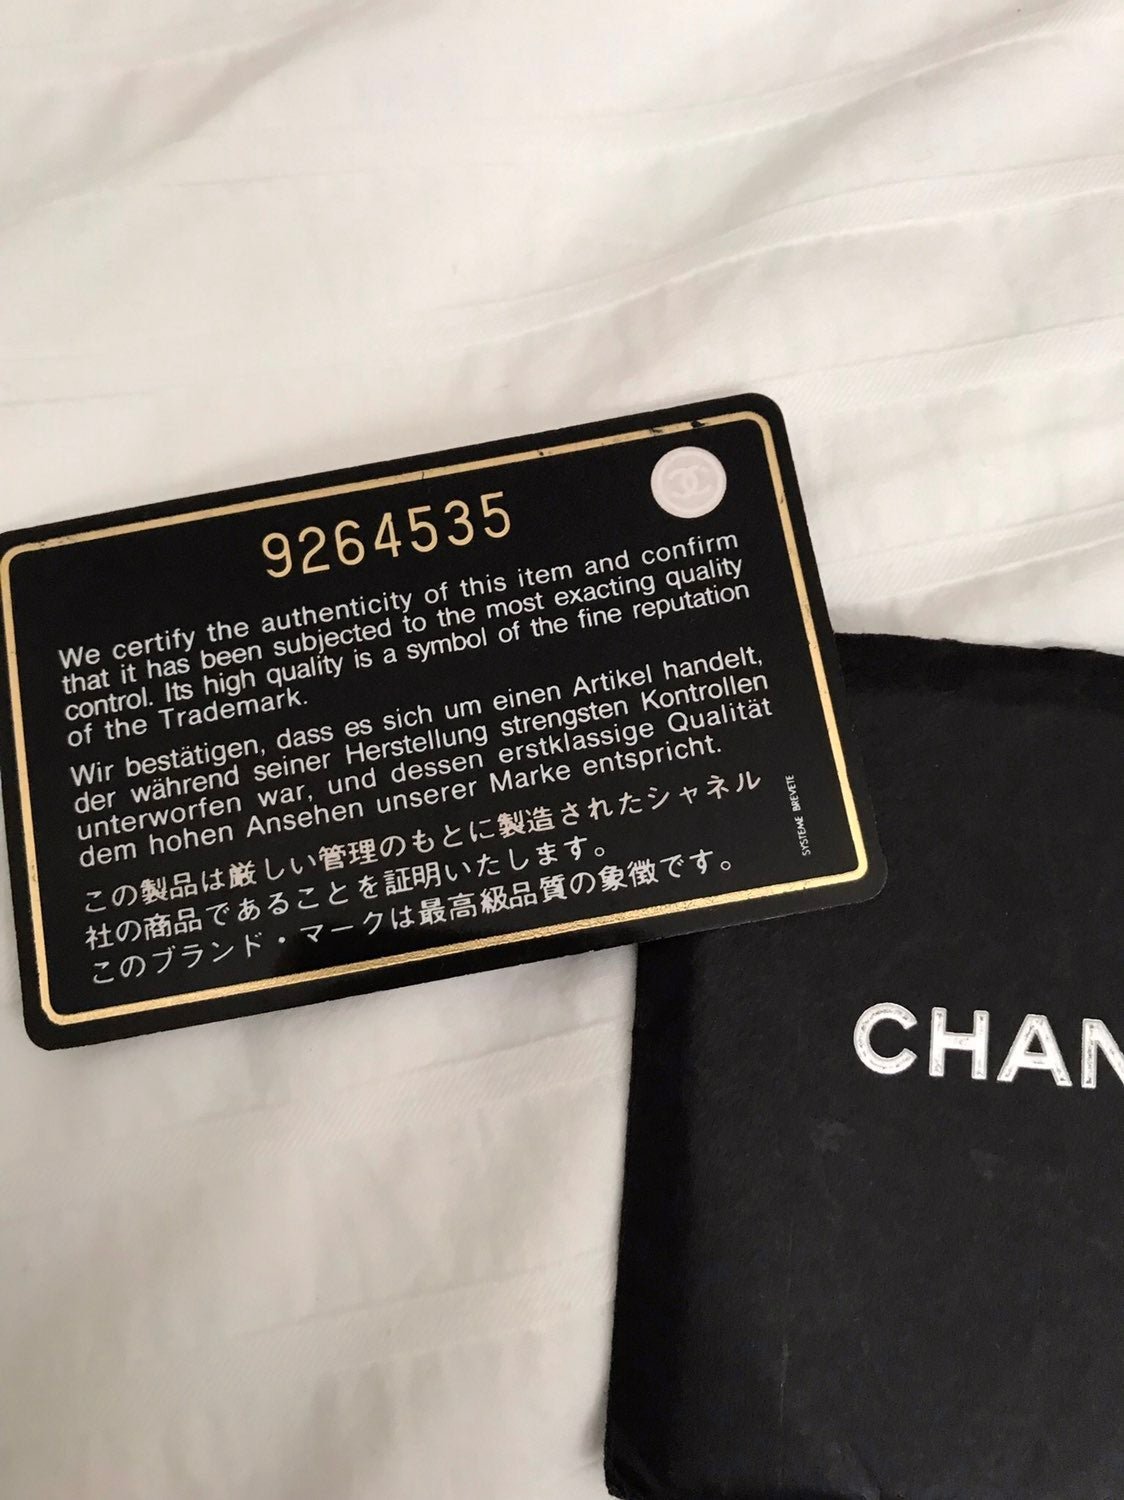 9264535
We certify the authenticity of this item and confirm
that it has been subjected to the most exacting quality
control. Its high quality is a symbol of the fine reputation
of the Trademark.
Wir bestätigen, dass es sich um einen Artikel handelt,
der während seiner Herstellung strengsten Kontrollen
unterworfen war, und dessen erstklassige Qualität
dem hohen Ansehen unserer Marke entspricht.
この製品は厳しい管理のもとに製造されたシャネル
社の商品であることを証明いたします。
このブランド・マークは最高級品質の象徴です。
SYSTEME BREVETE
CHAN